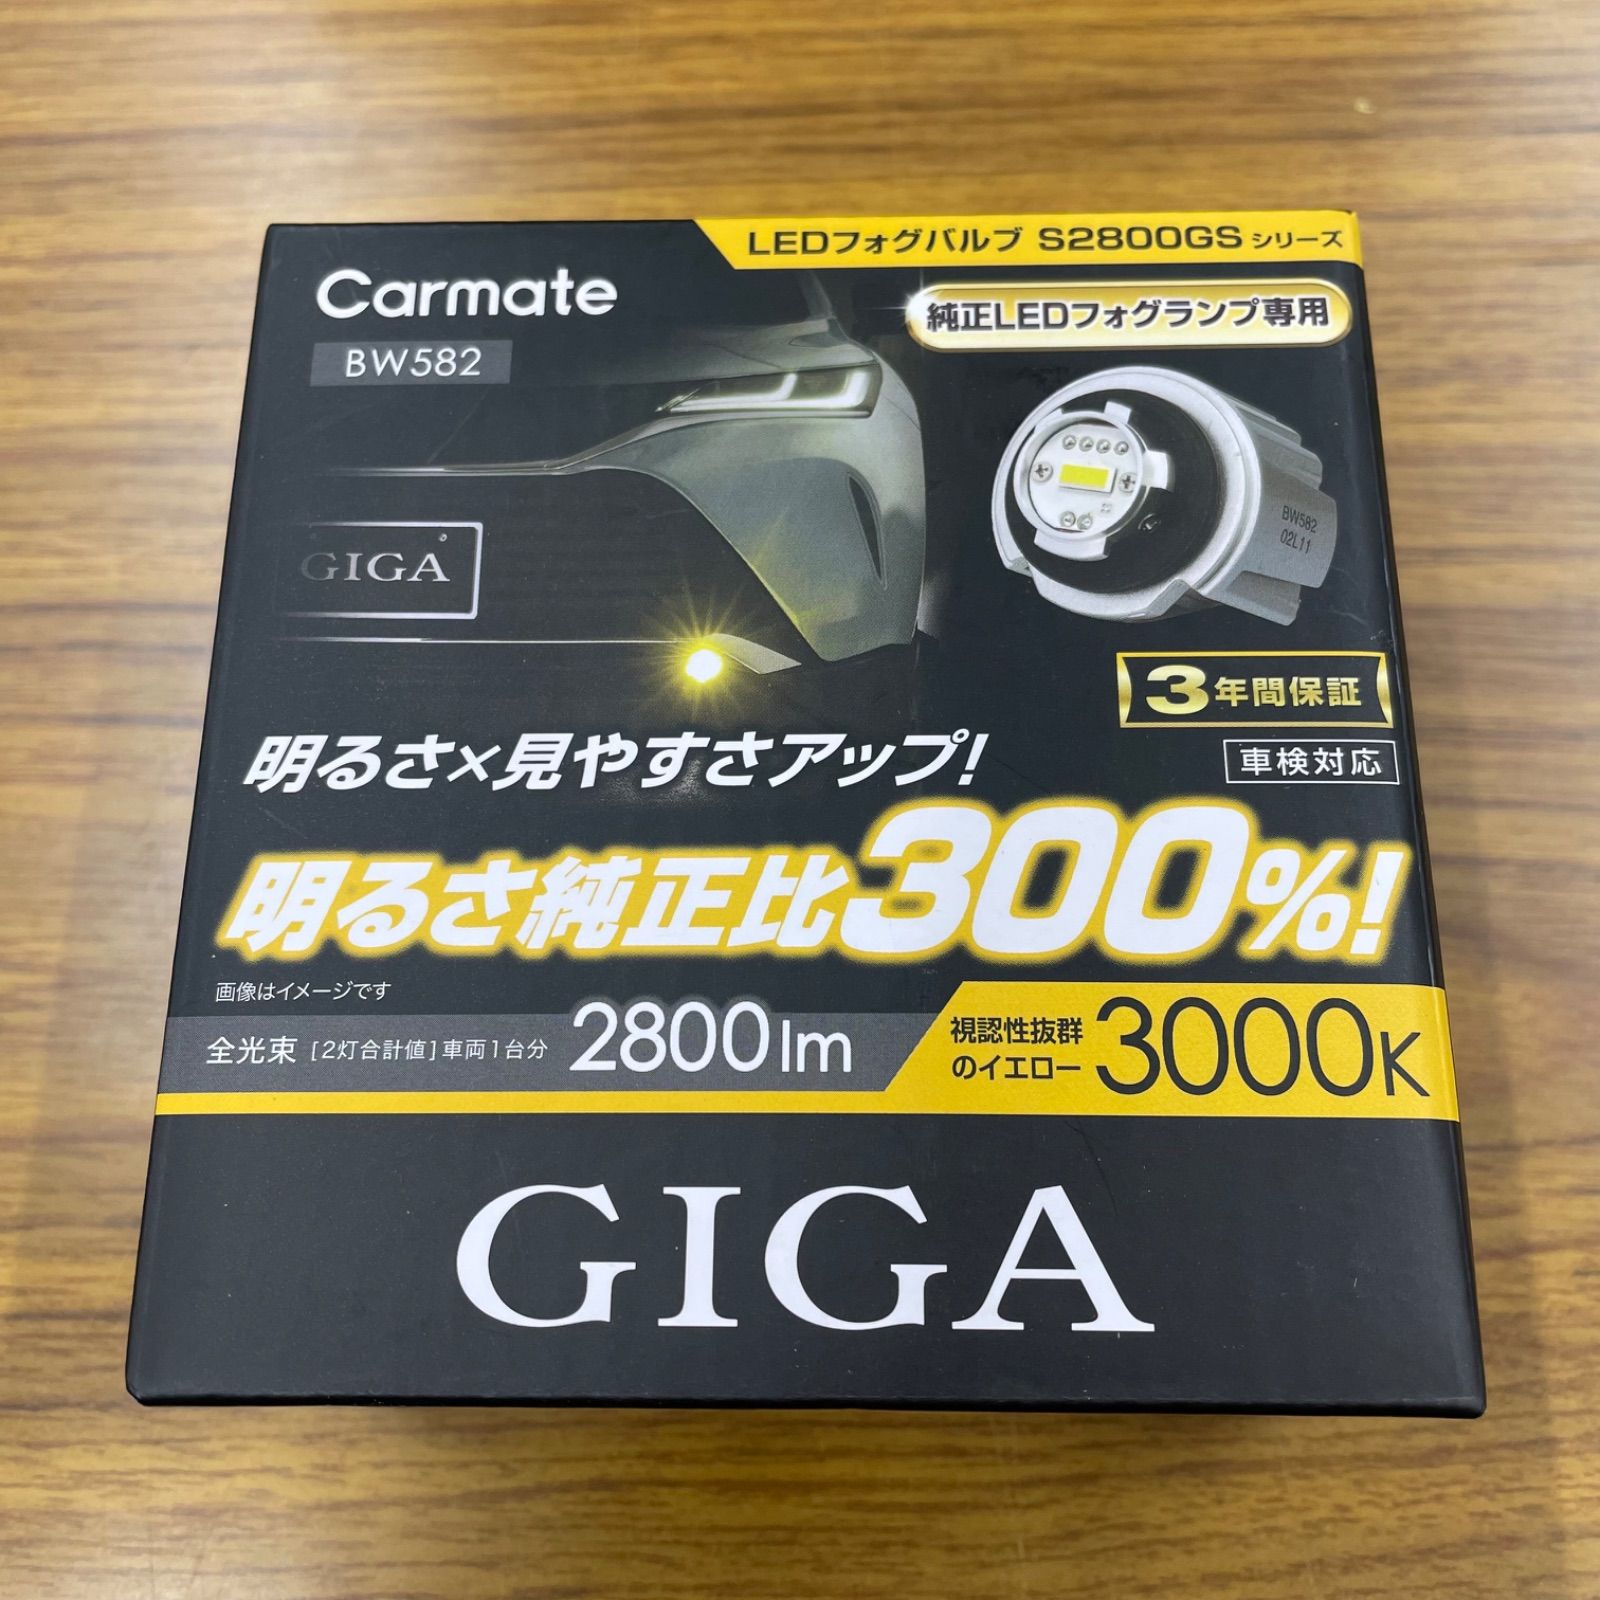 LEDフォグバルブ S2800GS シリーズ
Carmate
純正LEDフォグランプ専用
BW582
BW582
02L11
GIGA
3年間保証
明るさ×見やすさアップ!
車検対応
明るさ純正比300%!
画像はイメージです
全光束 [2灯合計値] 車両1台分 2800lm
視認性抜群
のイエロー 3000K
GIGA